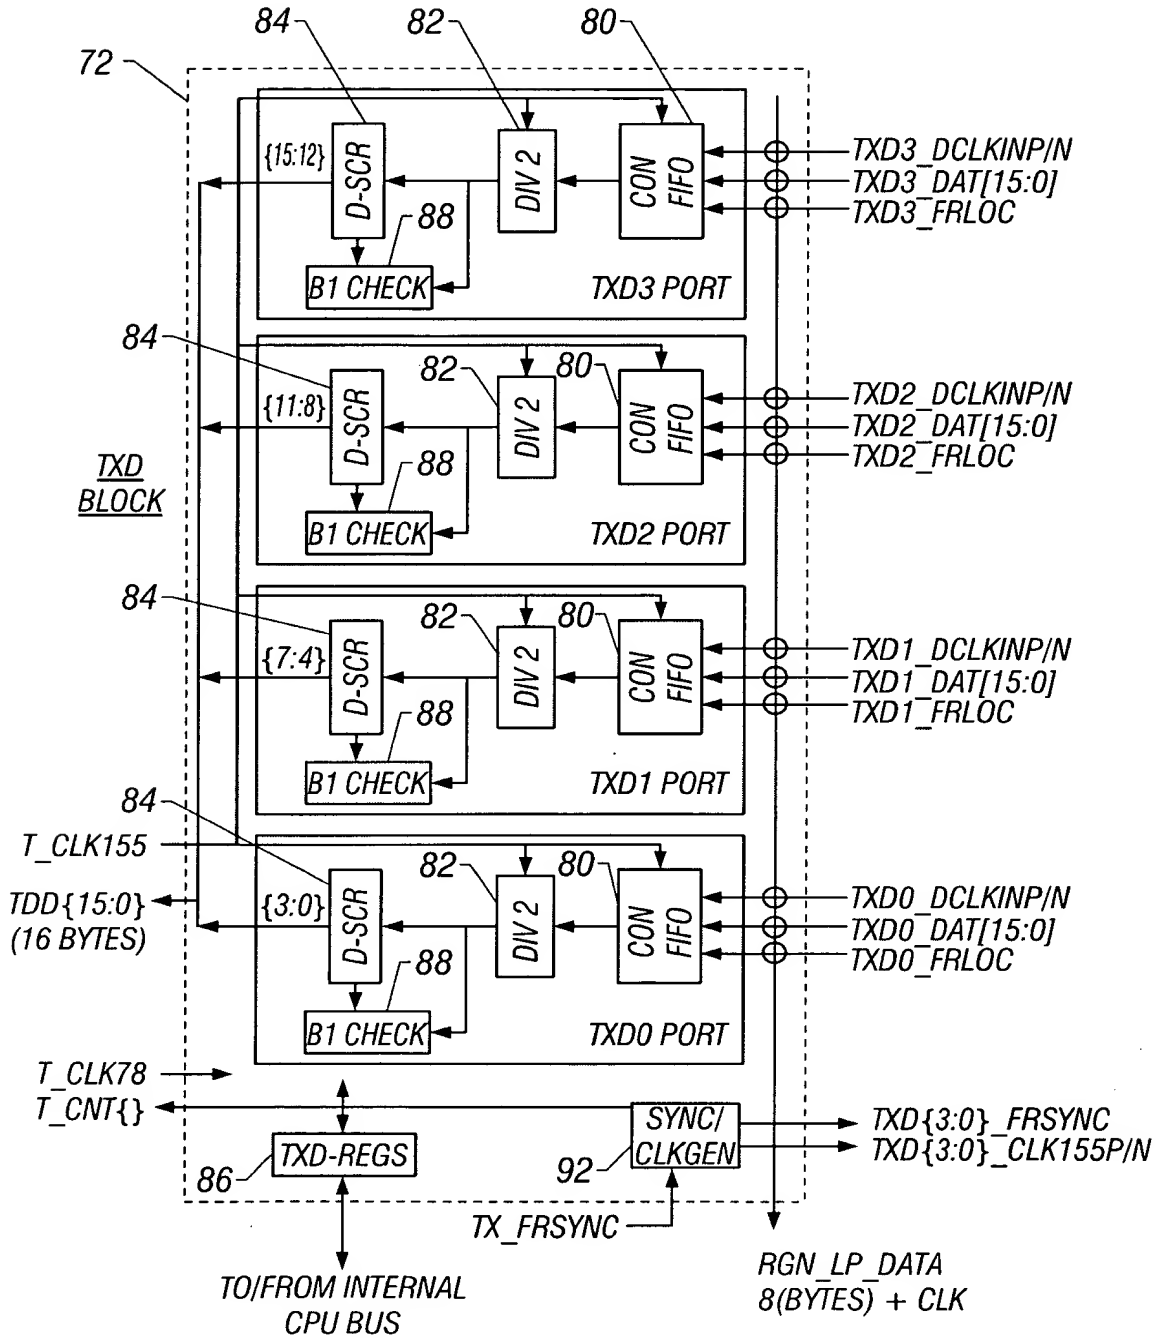 84
82
80
72
{15:12}
D-SCR
DIV 2
CON
FIFO
TXD3_DCLKINP/N
TXD3_DAT[15:0]
TXD3_FRLOC
88
B1 CHECK
TXD3 PORT
84
82
80
{11:8}
D-SCR
DIV 2
CON
FIFO
TXD2_DCLKINP/N
TXD2_DAT[15:0]
TXD2_FRLOC
88
B1 CHECK
TXD2 PORT
TXD
BLOCK
84
82
80
{7:4}
D-SCR
DIV 2
CON
FIFO
TXD1_DCLKINP/N
TXD1_DAT[15:0]
TXD1_FRLOC
88
B1 CHECK
TXD1 PORT
84
T_CLK155
82
80
TDD{15:0}
(16 BYTES)
{3:0}
D-SCR
DIV 2
CON
FIFO
TXD0_DCLKINP/N
TXD0_DAT[15:0]
TXD0_FRLOC
88
B1 CHECK
TXD0 PORT
T_CLK78
T_CNT{}
SYNC/
CLKGEN
TXD{3:0}_FRSYNC
TXD{3:0}_CLK155P/N
TXD-REGS
86
92
TX_FRSYNC
TO/FROM INTERNAL
CPU BUS
RGN_LP_DATA
8(BYTES) + CLK